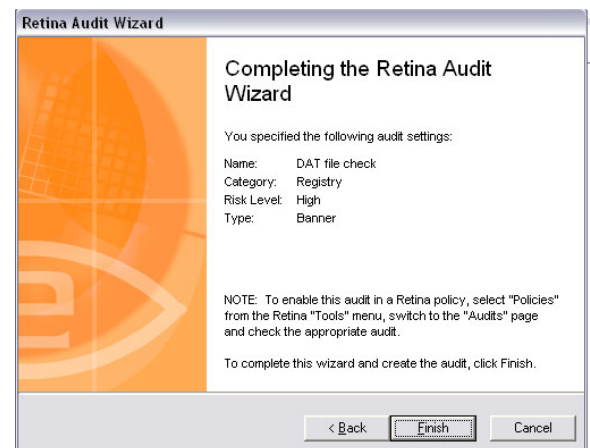 Retina Audit Wizard
Completing the Retina Audit
Wizard
You specified the following audit settings:
Name: DAT file check
Category: Registry
Risk Level: High
Type: Banner
NOTE: To enable this audit in a Retina policy, select "Policies"
from the Retina "Tools" menu, switch to the "Audits" page
and check the appropriate audit.
To complete this wizard and create the audit, click Finish.
< Back Finish Cancel